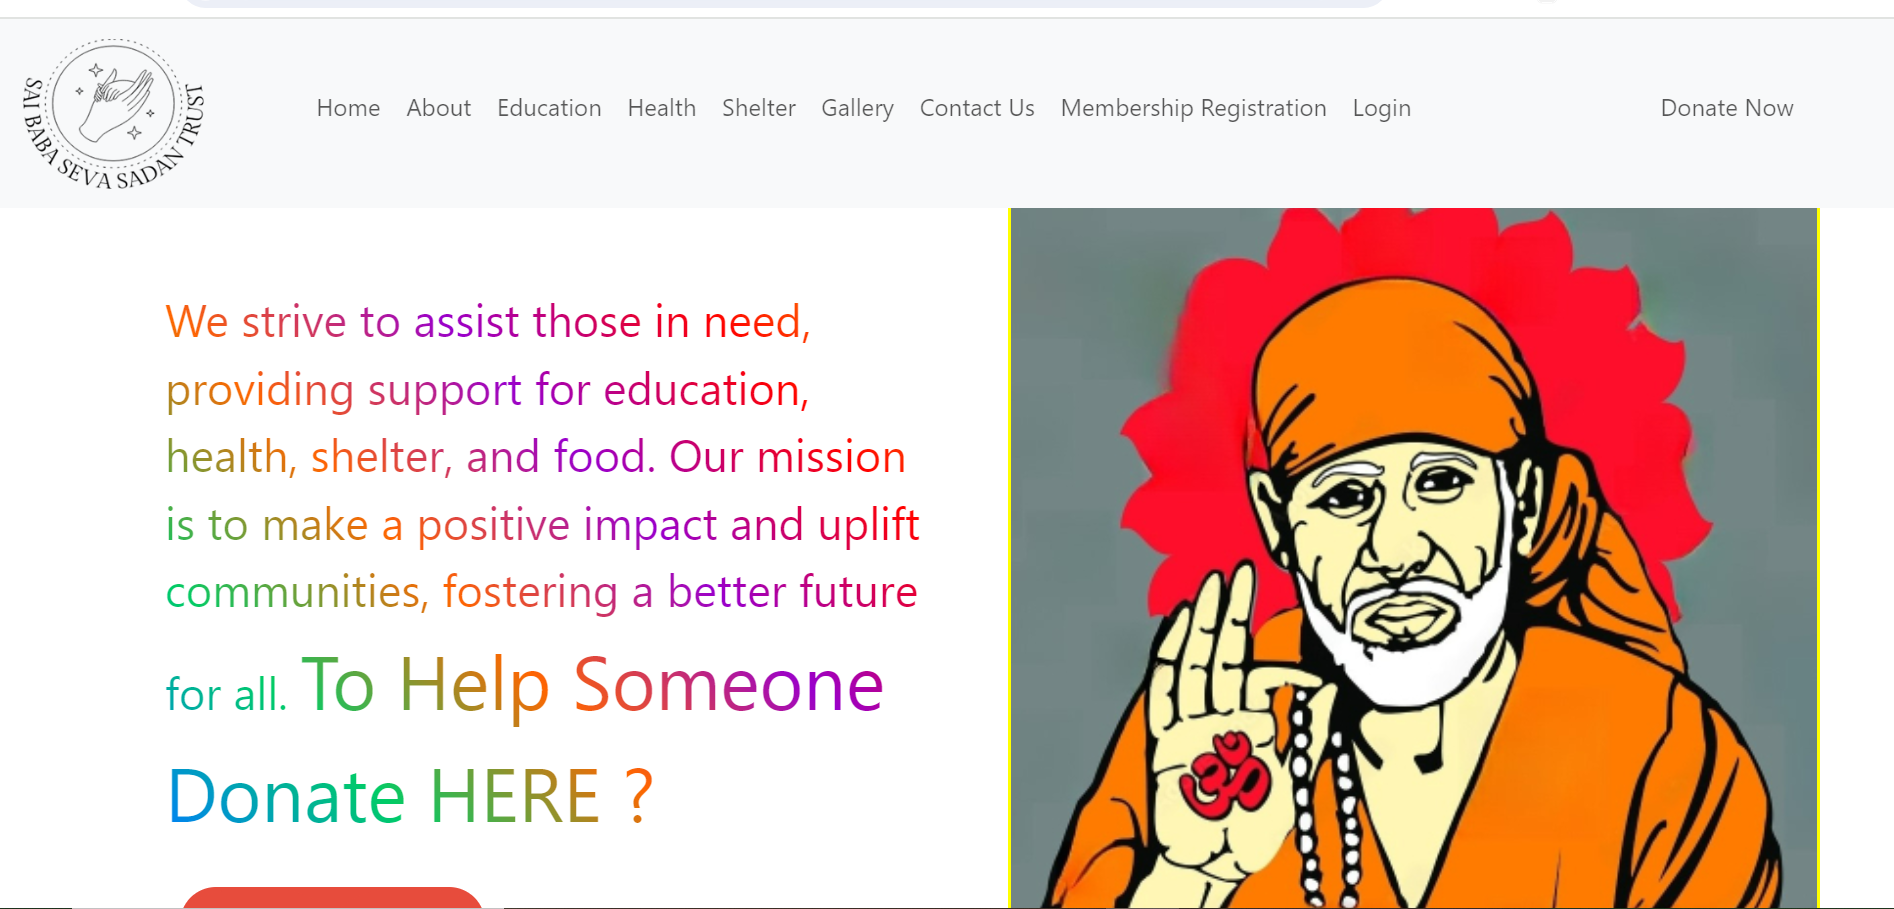 SAI BABA SEVA SADAN TRUST
Home About Education Health Shelter Gallery Contact Us Membership Registration Login Donate Now
We strive to assist those in need,
providing support for education,
health, shelter, and food. Our mission
is to make a positive impact and uplift
communities, fostering a better future
for all. To Help Someone
Donate HERE ?
ॐ